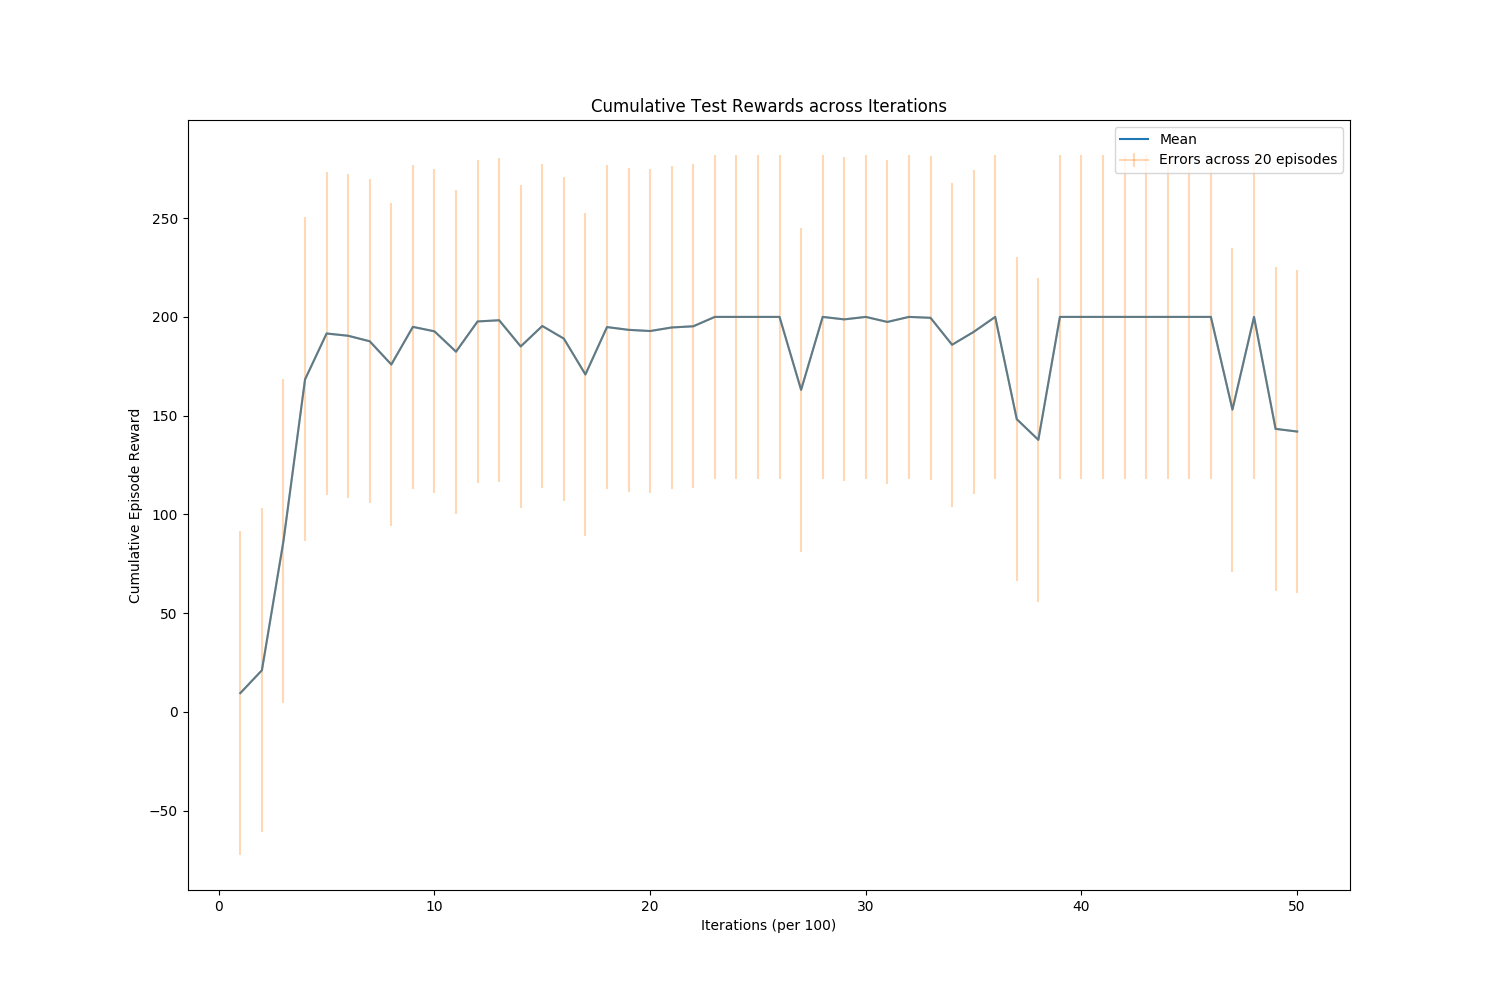 Cumulative Test Rewards across Iterations
Mean
Errors across 20 episodes
250
200
150
100
50
0
−50
Cumulative Episode Reward
0 10 20 30 40 50
Iterations (per 100)